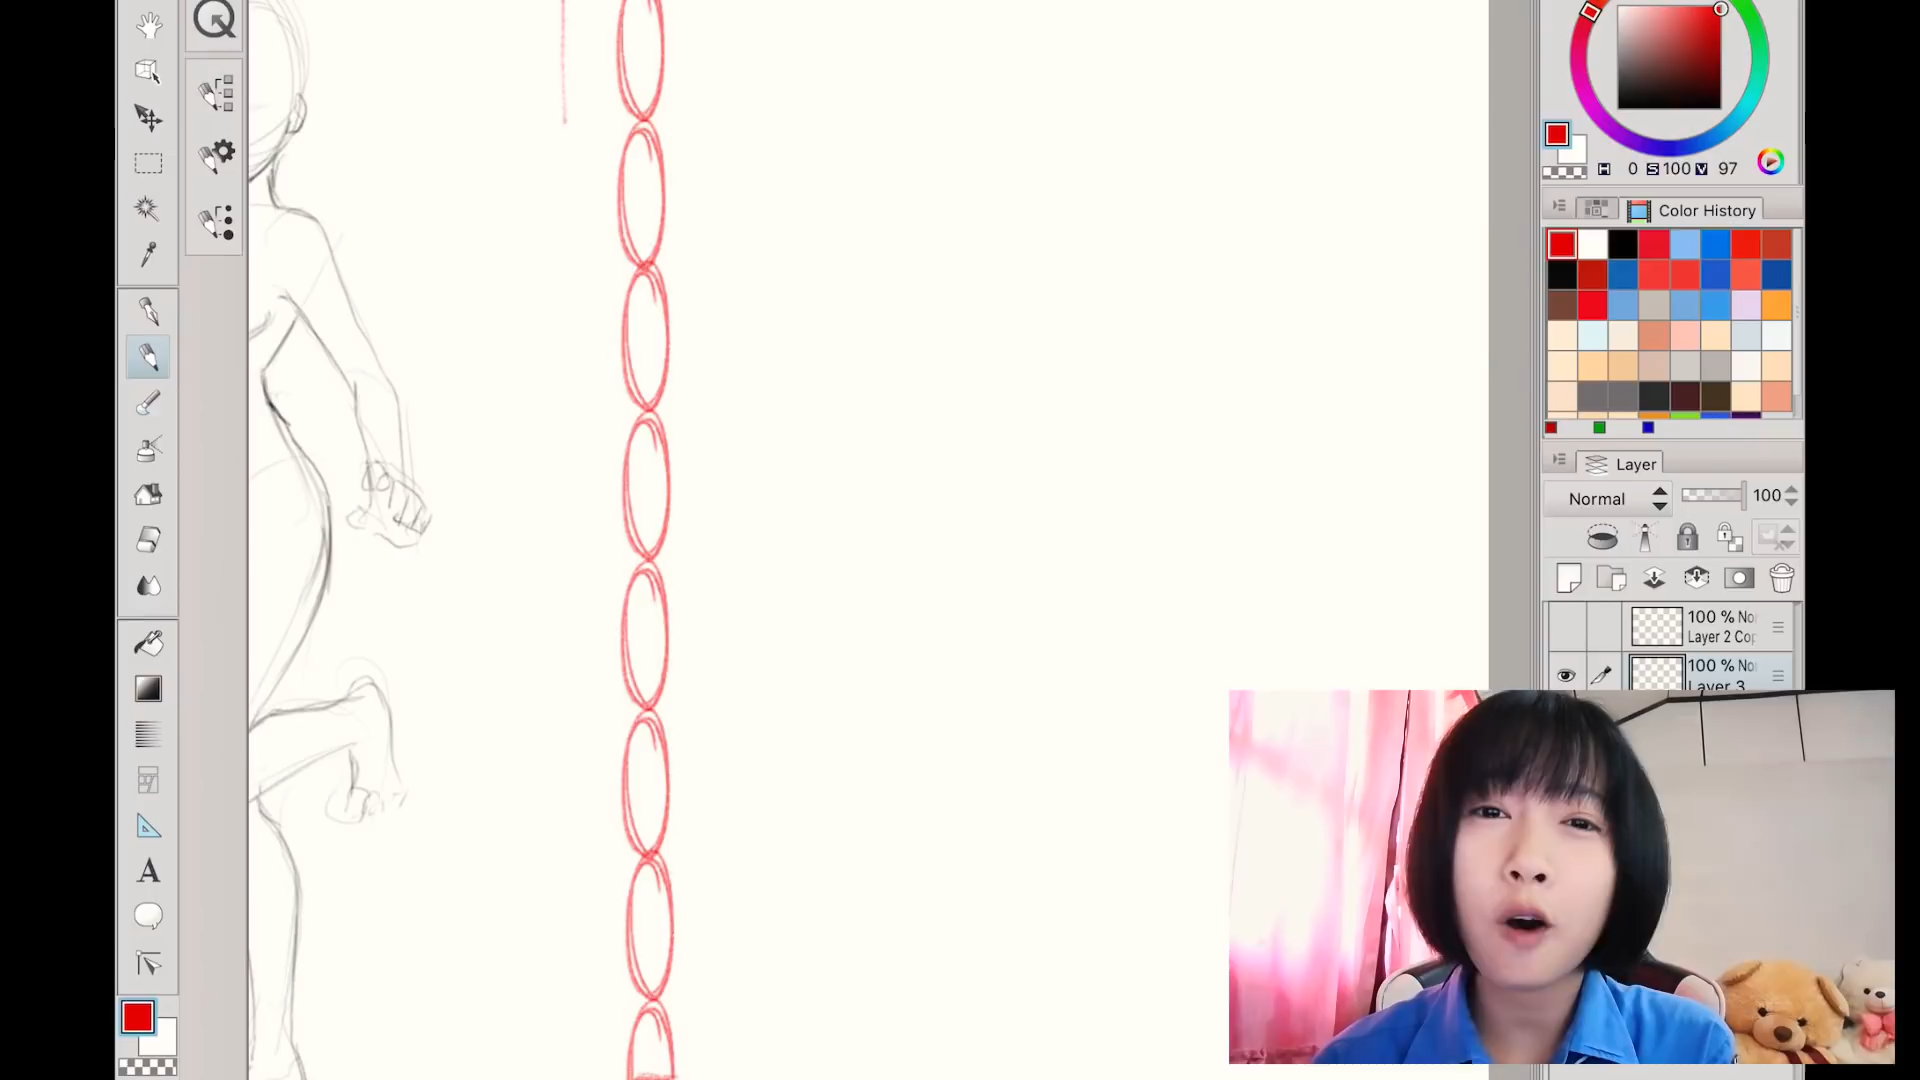 H 0 S 100 V 97
Color History
Layer
Normal 100
100 % No
Layer 2 Cop
100 % No
Layer 3
A